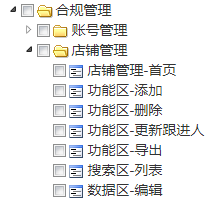 合规管理
账号管理
店铺管理
店铺管理-首页
功能区-添加
功能区-删除
功能区-更新跟进人
功能区-导出
搜索区-列表
数据区-编辑